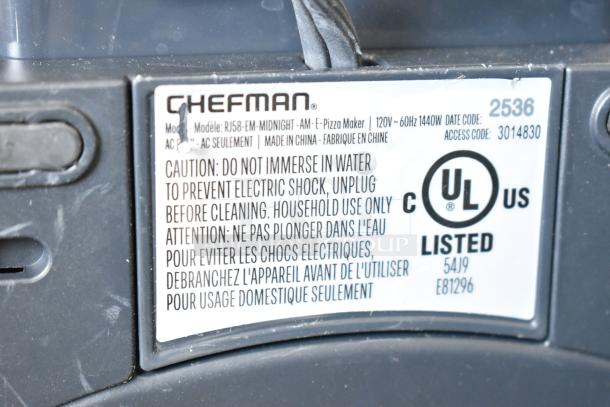 CHEFMAN®
Modèle: RJ58-EM-MIDNIGHT-AM-E-Pizza Maker | 120V~60Hz 1440W DATE CODE: 2536
AC - AC SEULEMENT | MADE IN CHINA - FABRIQUE EN CHINE ACCESS CODE: 3014830
CAUTION: DO NOT IMMERSE IN WATER
TO PREVENT ELECTRIC SHOCK, UNPLUG
BEFORE CLEANING. HOUSEHOLD USE ONLY
ATTENTION: NE PAS PLONGER DANS L'EAU
POUR EVITER LES CHOCS ELECTRIQUES,
DEBRANCHEZ L'APPAREIL AVANT DE L'UTILISER
POUR USAGE DOMESTIQUE SEULEMENT
C UL® US
LISTED
54J9
E81296